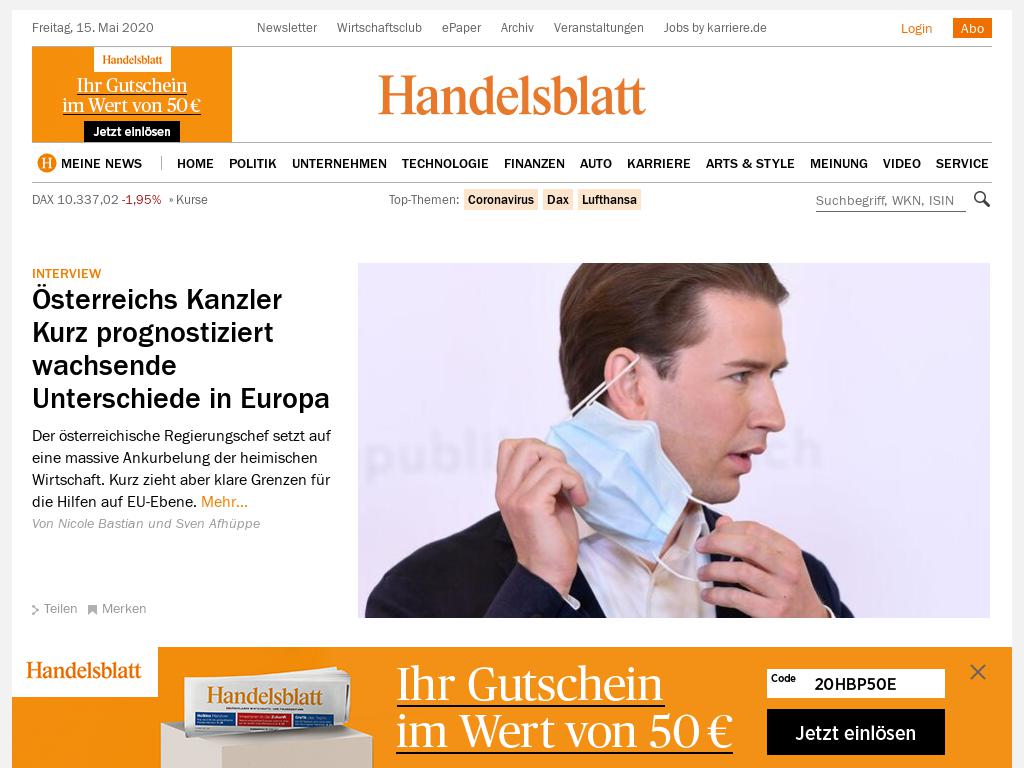 Freitag, 15. Mai 2020
Newsletter Wirtschaftsclub ePaper Archiv Veranstaltungen Jobs by karriere.de
Login Abo
Handelsblatt
Ihr Gutschein
im Wert von 50 €
Jetzt einlösen
Handelsblatt
H MEINE NEWS HOME POLITIK UNTERNEHMEN TECHNOLOGIE FINANZEN AUTO KARRIERE ARTS & STYLE MEINUNG VIDEO SERVICE
DAX 10.337,02 -1,95% » Kurse
Top-Themen: Coronavirus Dax Lufthansa
Suchbegriff, WKN, ISIN
INTERVIEW
Österreichs Kanzler
Kurz prognostiziert
wachsende
Unterschiede in Europa
Der österreichische Regierungschef setzt auf
eine massive Ankurbelung der heimischen
Wirtschaft. Kurz zieht aber klare Grenzen für
die Hilfen auf EU-Ebene. Mehr...
Von Nicole Bastian und Sven Afhüppe
Teilen Merken
Handelsblatt
Handelsblatt
Ihr Gutschein
im Wert von 50 €
Code 20HBP50E
Jetzt einlösen